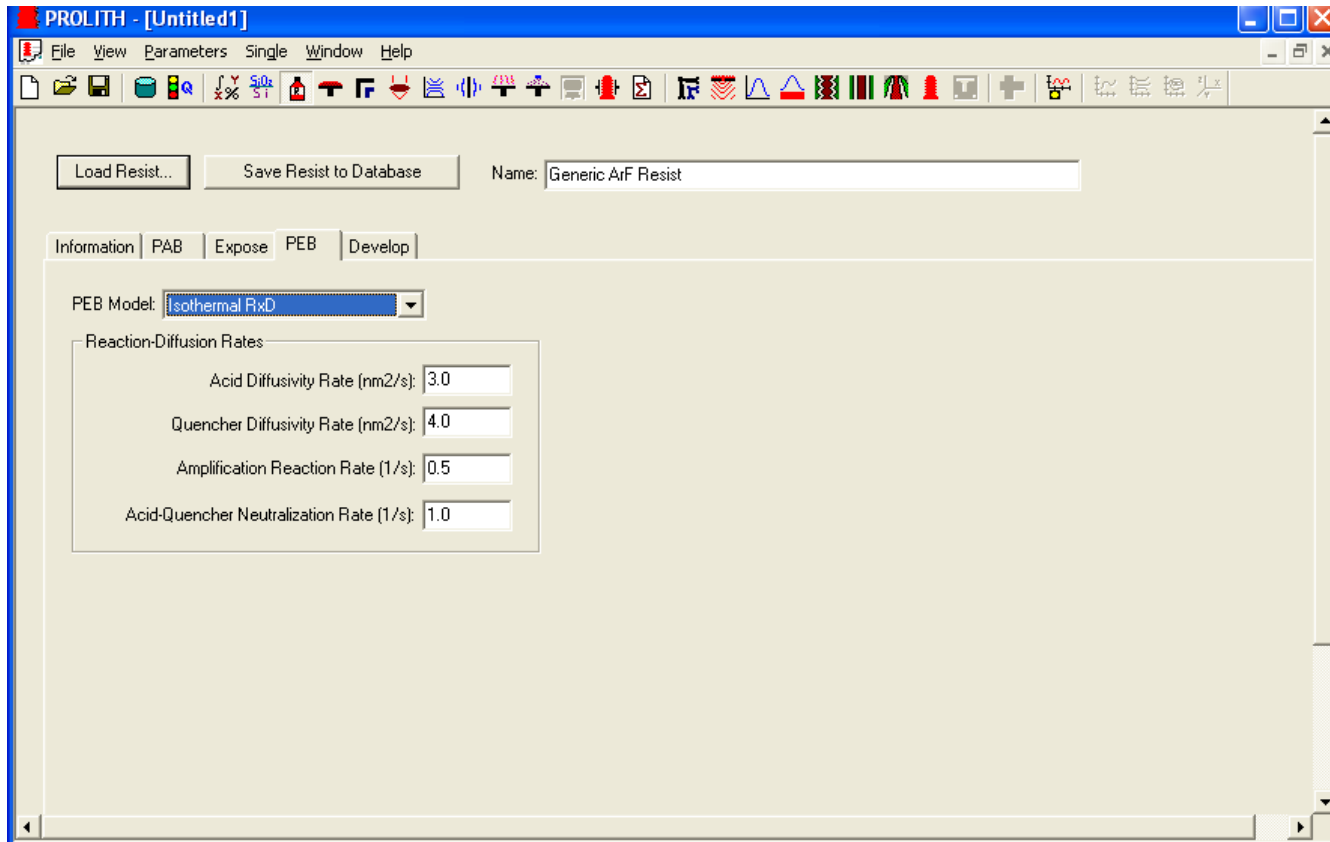 PROLITH - [Untitled1]
File View Parameters Single Window Help
Load Resist... Save Resist to Database Name: Generic ArF Resist
Information PAB Expose PEB Develop
PEB Model: Isothermal RxD
Reaction-Diffusion Rates
Acid Diffusivity Rate (nm2/s): 3.0
Quencher Diffusivity Rate (nm2/s): 4.0
Amplification Reaction Rate (1/s): 0.5
Acid-Quencher Neutralization Rate (1/s): 1.0